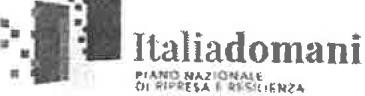 Italiadomani
PIANO NAZIONALE
DI RIPRESA E RESILIENZA